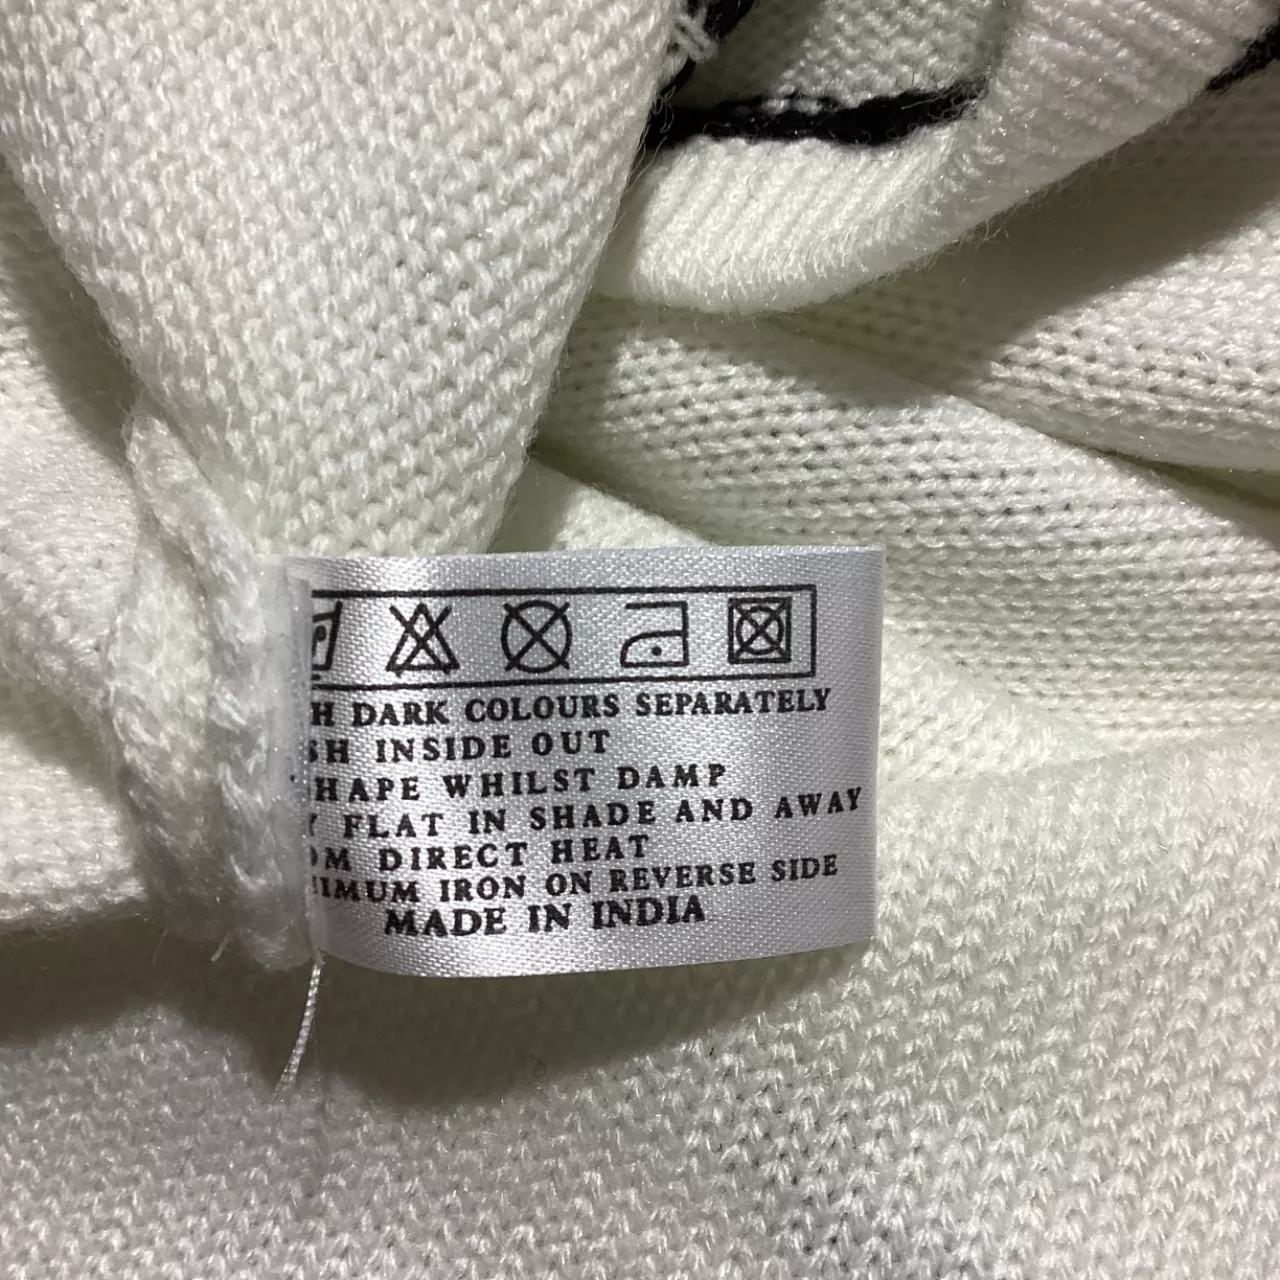 H DARK COLOURS SEPARATELY
SH INSIDE OUT
HAPE WHILST DAMP
Y FLAT IN SHADE AND AWAY
OM DIRECT HEAT
NIMUM IRON ON REVERSE SIDE
MADE IN INDIA